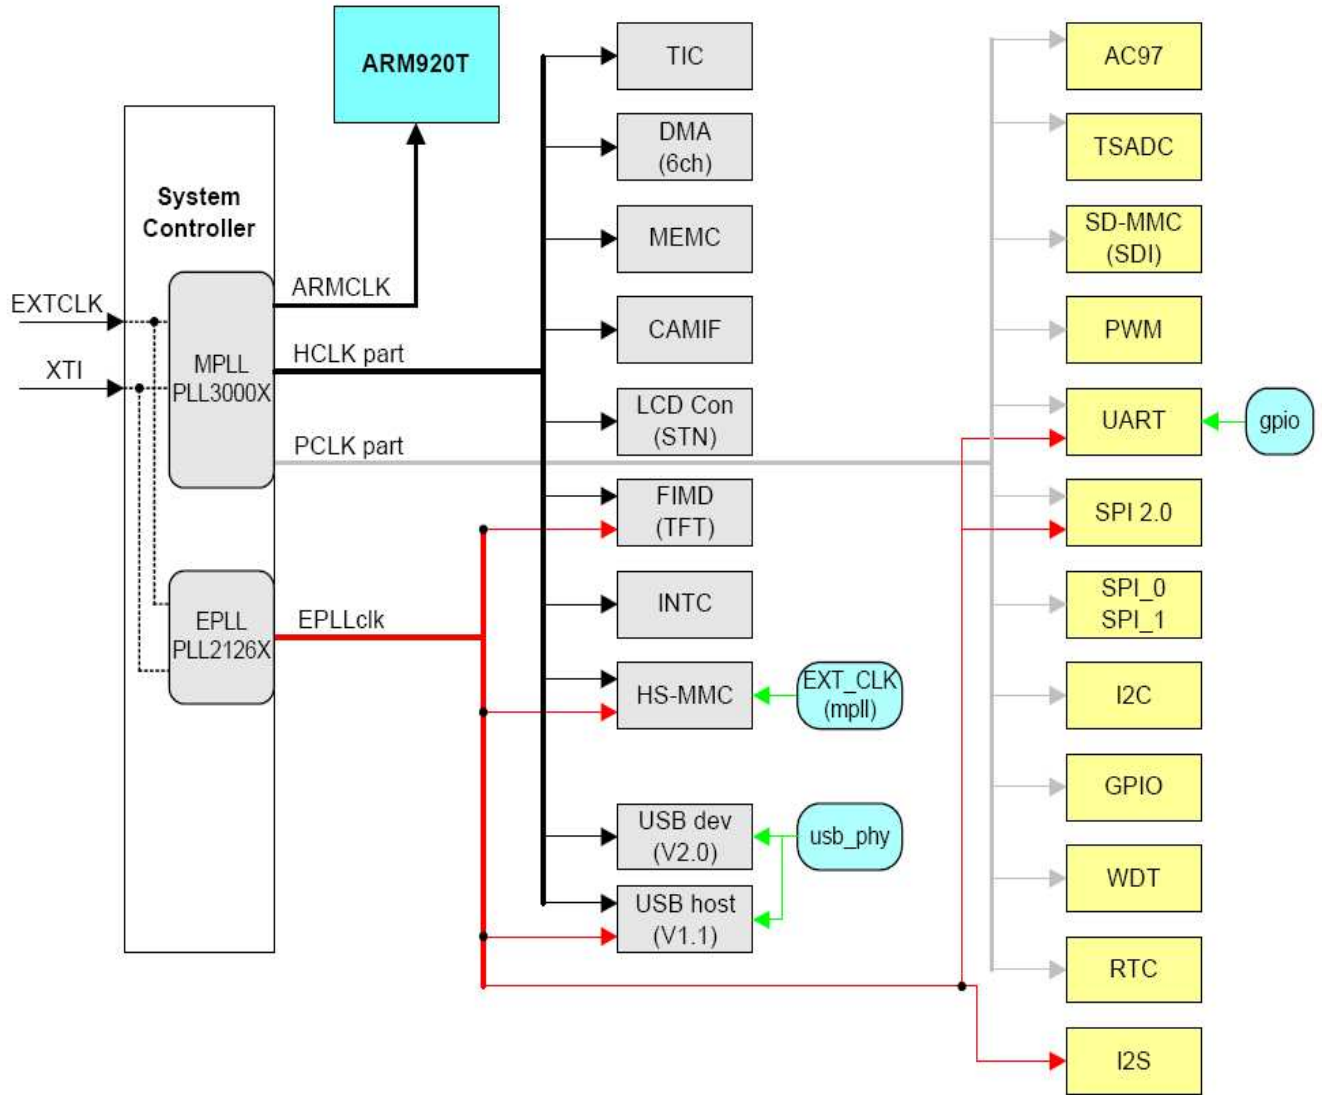 ARM920T
System
Controller
EXTCLK
XTI
MPLL
PLL3000X
EPLL
PLL2126X
ARMCLK
HCLK part
PCLK part
EPLLclk
TIC
DMA
(6ch)
MEMC
CAMIF
LCD Con
(STN)
FIMD
(TFT)
INTC
HS-MMC
USB dev
(V2.0)
USB host
(V1.1)
EXT_CLK
(mpll)
usb_phy
AC97
TSADC
SD-MMC
(SDI)
PWM
UART
SPI 2.0
SPI_0
SPI_1
I2C
GPIO
WDT
RTC
I2S
gpio